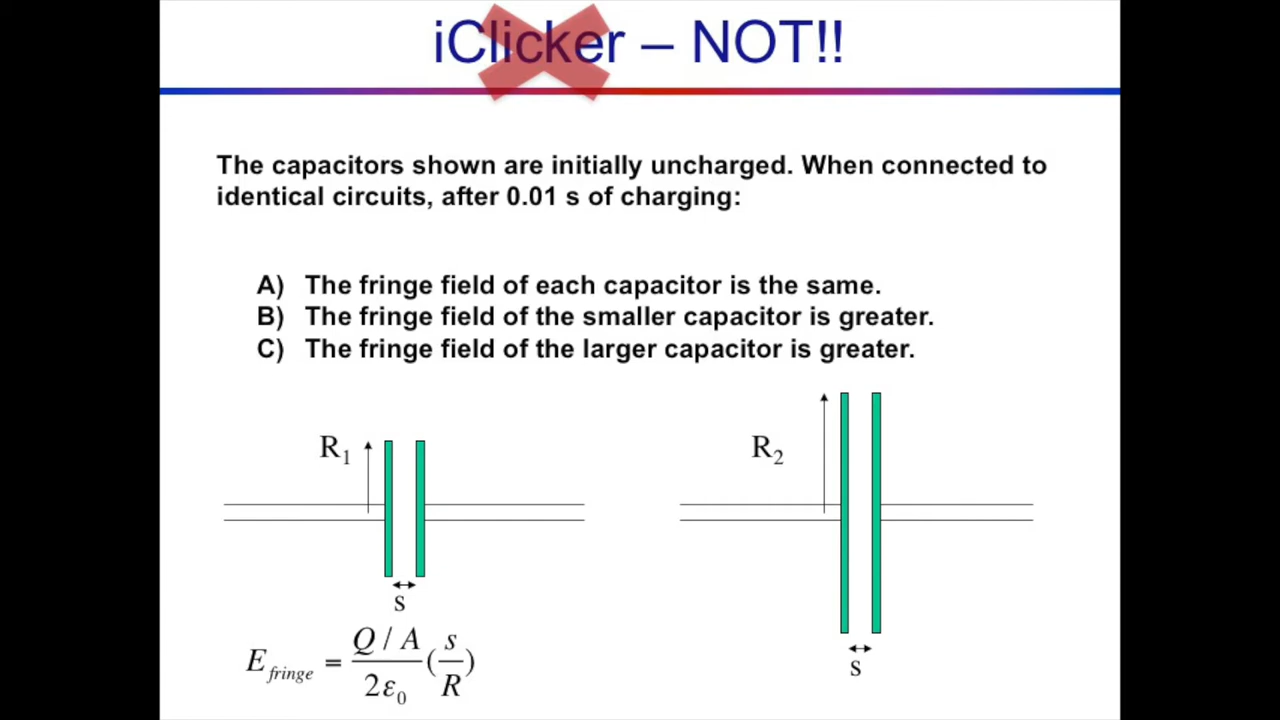 iClicker – NOT!!
The capacitors shown are initially uncharged. When connected to
identical circuits, after 0.01 s of charging:
A) The fringe field of each capacitor is the same.
B) The fringe field of the smaller capacitor is greater.
C) The fringe field of the larger capacitor is greater.
R₁
R₂
s
s
E_fringe = (Q / A)/(2ε₀) (s/R)